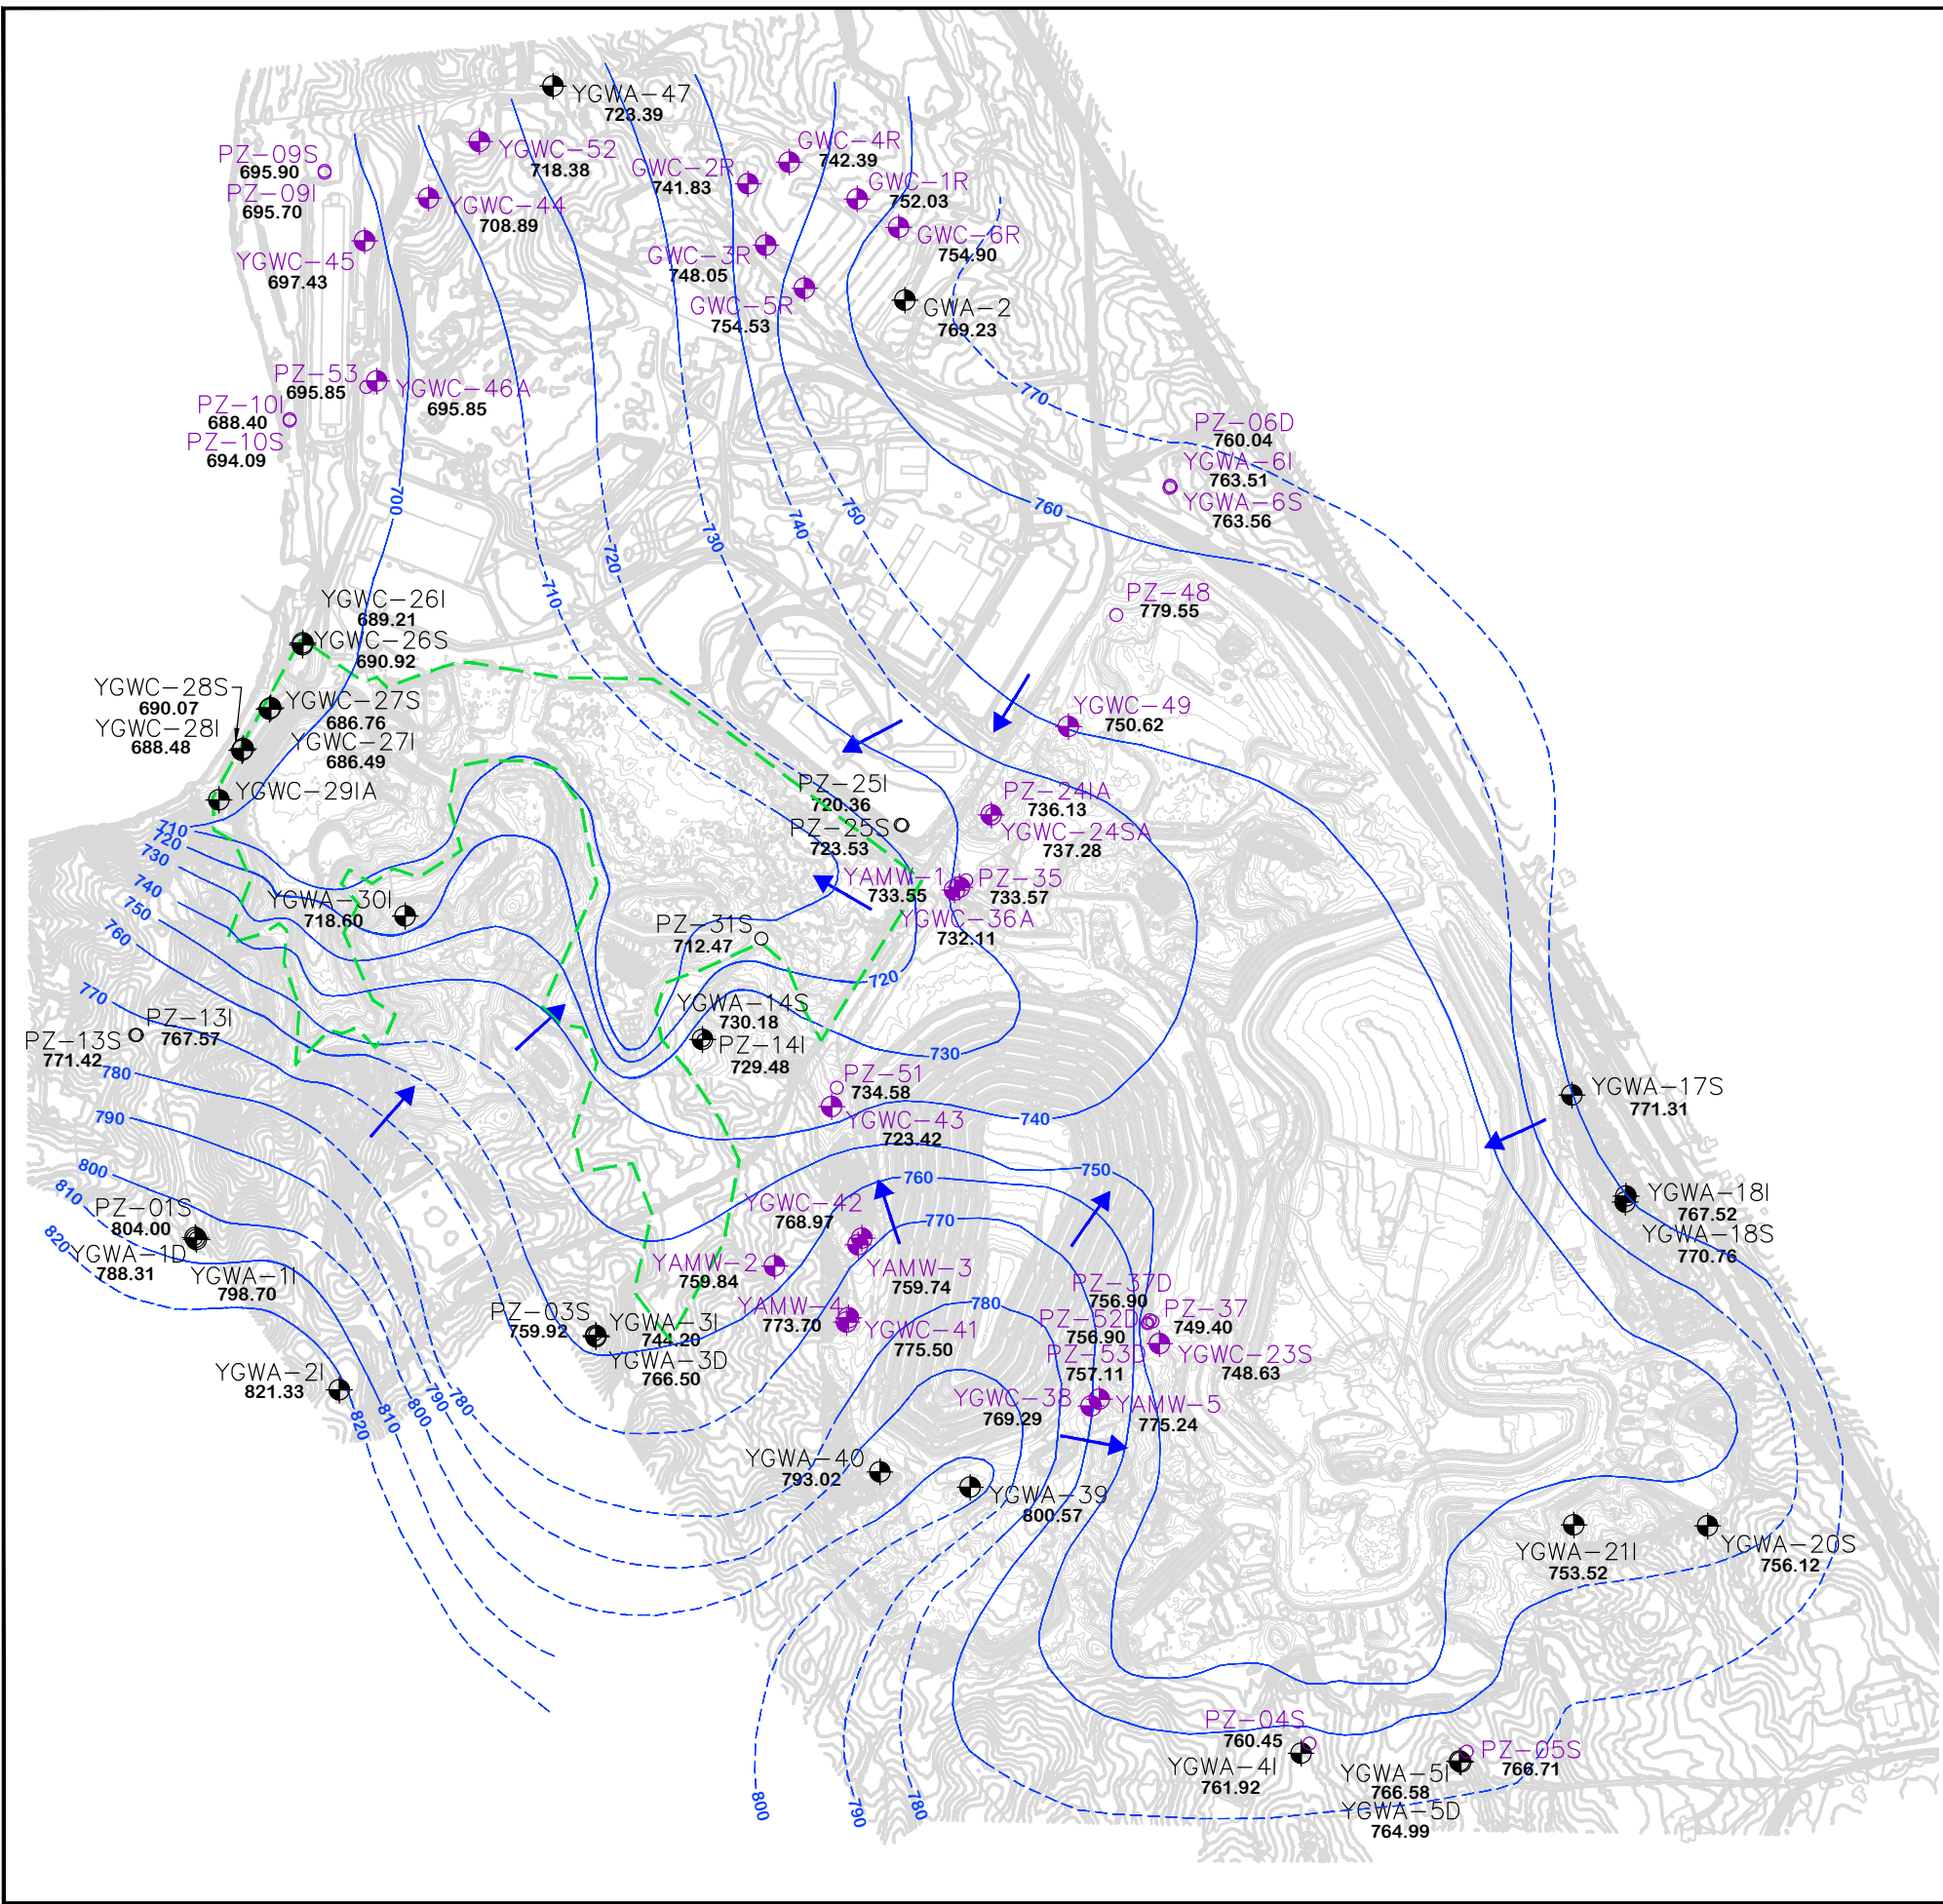 YGWA-47
723.39
YGWC-52
718.38
GWC-4R
742.39
GWC-2R
741.83
GWC-1R
752.03
PZ-09S
695.90
PZ-09I
695.70
YGWC-44
708.89
GWC-6R
754.90
GWC-3R
748.05
YGWC-45
697.43
GWC-5R
754.53
GWA-2
769.23
PZ-53
695.85
YGWC-46A
695.85
770
PZ-10I
688.40
PZ-10S
694.09
PZ-06D
760.04
YGWA-6I
763.51
YGWA-6S
763.56
700
760
750
740
730
720
710
YGWC-26I
689.21
YGWC-26S
690.92
PZ-48
779.55
YGWC-28S
690.07
YGWC-28I
688.48
YGWC-27S
686.76
YGWC-27I
686.49
YGWC-49
750.62
YGWC-29IA
PZ-25I
720.36
PZ-25S
723.53
PZ-24IA
736.13
YGWC-24SA
737.28
710
720
730
740
750
760
770
780
790
800
810
820
YAMW-1
733.55
PZ-35
733.57
YGWC-36A
732.11
YGWA-30I
718.60
PZ-31S
712.47
720
YGWA-14S
730.18
PZ-14I
729.48
730
PZ-13I
767.57
PZ-13S
771.42
PZ-51
734.58
YGWC-43
723.42
740
YGWA-17S
771.31
750
760
770
780
PZ-01S
804.00
YGWA-1D
788.31
YGWA-1I
798.70
YGWC-42
768.97
YAMW-2
759.84
YAMW-3
759.74
YGWA-18I
767.52
YGWA-18S
770.76
PZ-37D
756.90
PZ-52D
756.90
PZ-37
749.40
PZ-53D
757.11
YGWC-23S
748.63
PZ-03S
759.92
YGWA-3I
744.20
YGWA-3D
766.50
YAMW-4
773.70
YGWC-41
775.50
YGWA-2I
821.33
YGWC-38
769.29
YAMW-5
775.24
780
790
800
810
820
YGWA-40
793.02
YGWA-39
800.57
YGWA-21I
753.52
YGWA-20S
756.12
PZ-04S
760.45
YGWA-4I
761.92
PZ-05S
766.71
YGWA-5I
766.58
YGWA-5D
764.99
800
790
780